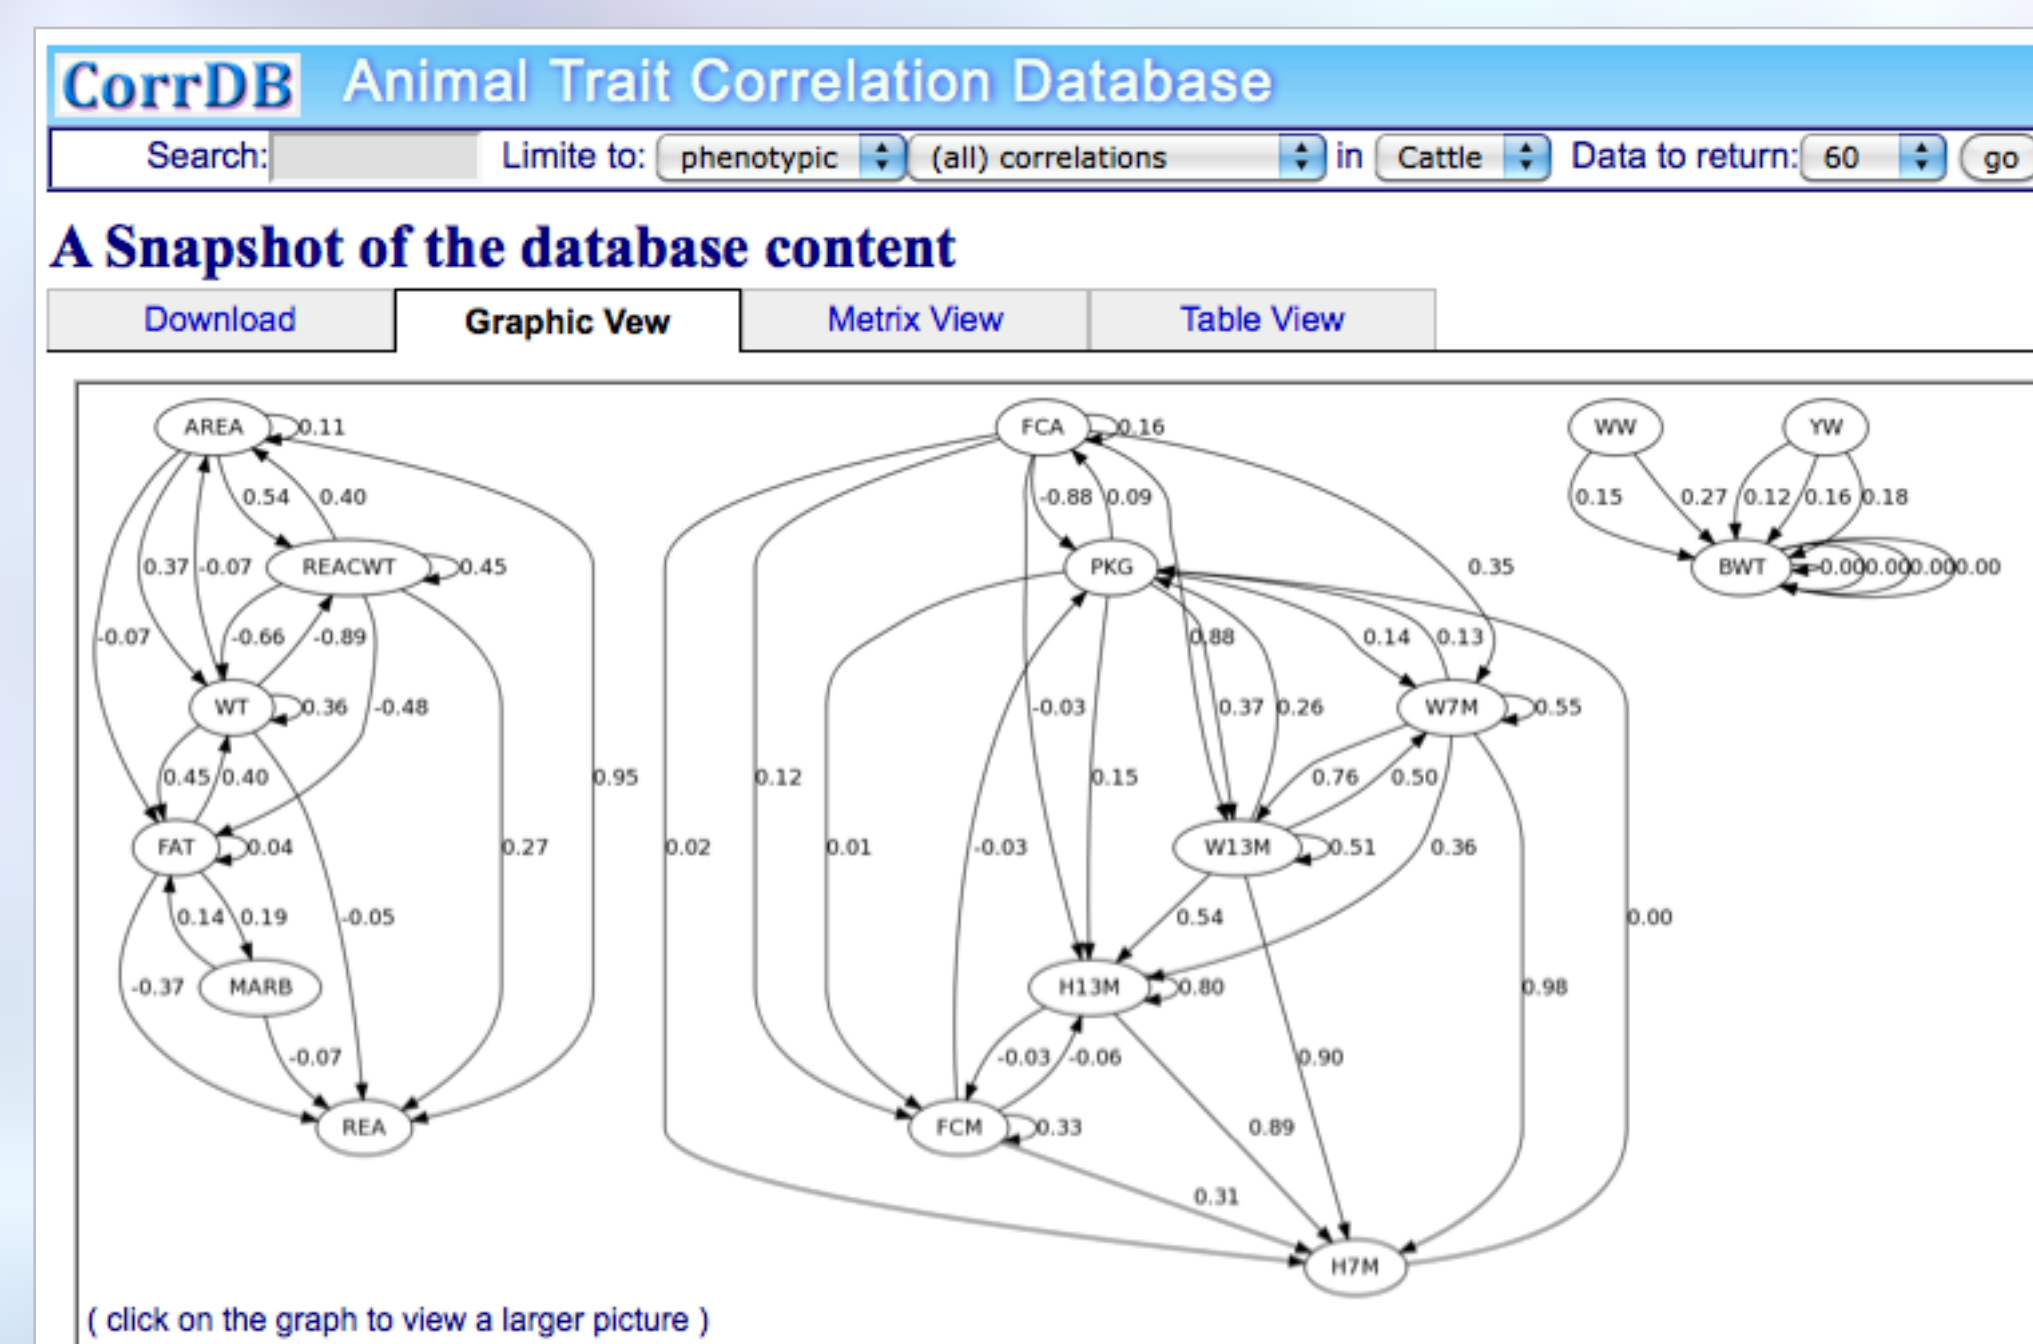 CorrDB Animal Trait Correlation Database
Search: Limite to: phenotypic (all) correlations in Cattle Data to return: 60 go
A Snapshot of the database content
Download Graphic Vew Metrix View Table View
AREA 0.11 FCA 0.16 WW YW
0.54 0.40 -0.88 0.09 0.15 0.27 0.12 0.16 0.18
0.37 -0.07 REACWT 0.45 PKG 0.35 BWT -0.00 0.00 0.00 0.00
-0.07 -0.66 -0.89 0.88 0.14 0.13
WT 0.36 -0.48 -0.03 0.37 0.26 W7M 0.55
0.45 0.40 0.95 0.12 0.15 0.76 0.50
FAT 0.04 0.27 0.02 0.01 -0.03 W13M 0.51 0.36
0.14 0.19 -0.05 0.54 0.00
-0.37 MARB H13M 0.80 0.98
-0.07 -0.03 -0.06 0.90
REA FCM 0.33 0.89
0.31
H7M
( click on the graph to view a larger picture )